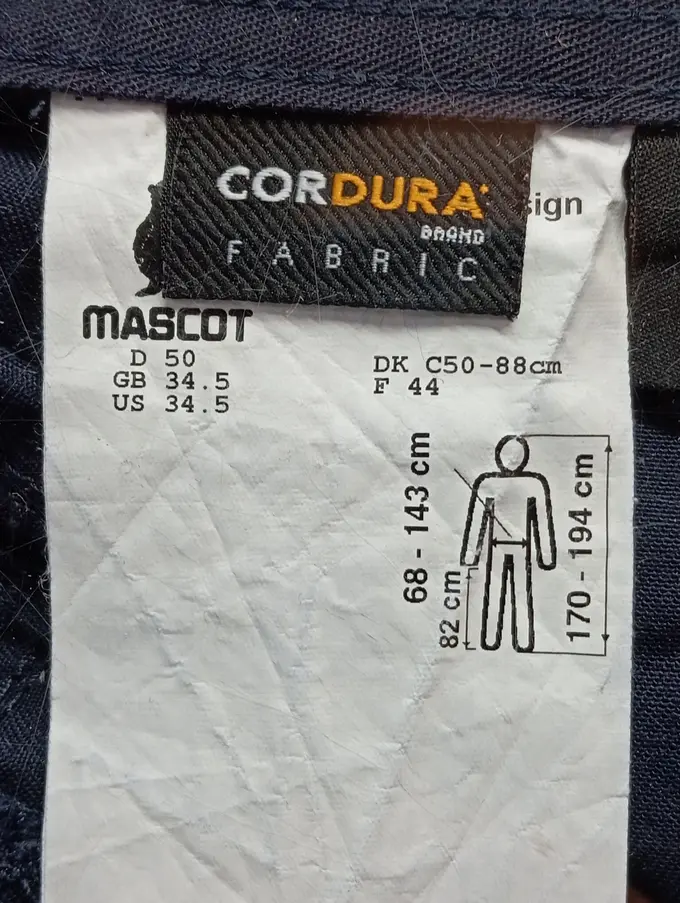 CORDURA
BRAND
FABRIC
MASCOT
D 50
GB 34.5
US 34.5
DK C50-88cm
F 44
68 - 143 cm
82 cm
170 - 194 cm